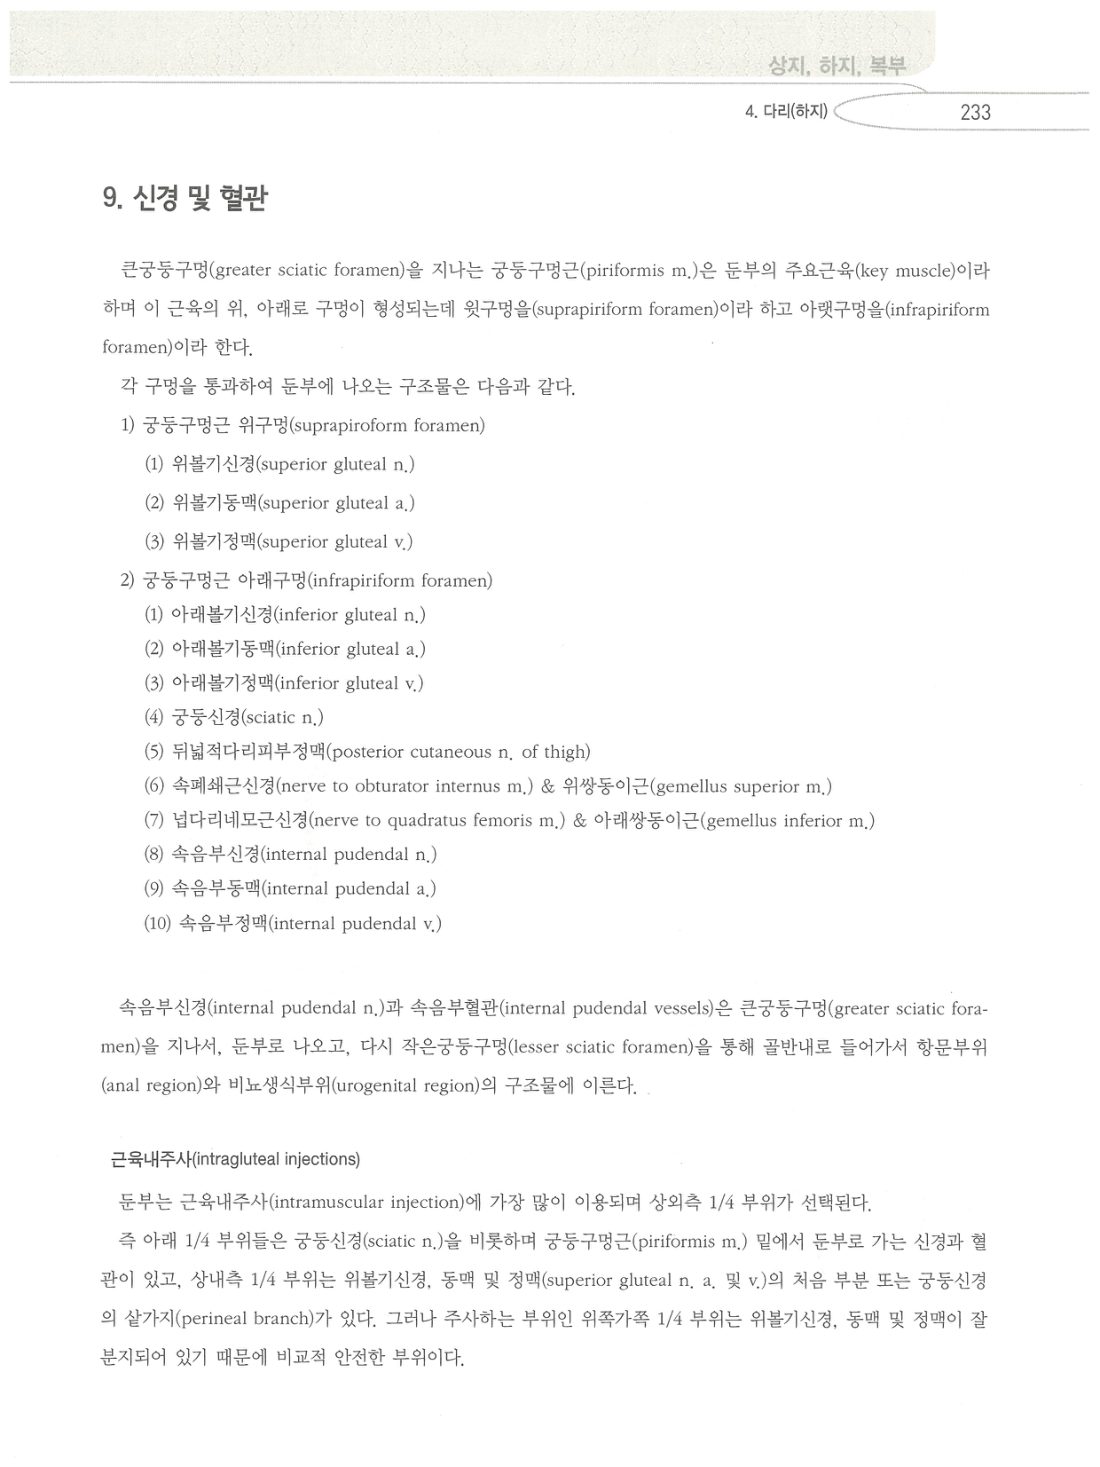 상지, 하지, 복부
4. 다리(하지)
233
9. 신경 및 혈관
큰궁둥구멍(greater sciatic foramen)을 지나는 궁둥구멍근(piriformis m.)은 둔부의 주요근육(key muscle)이라
하며 이 근육의 위, 아래로 구멍이 형성되는데 윗구멍을(suprapiriform foramen)이라 하고 아랫구멍을(infrapiriform
foramen)이라 한다.
각 구멍을 통과하여 둔부에 나오는 구조물은 다음과 같다.
1) 궁둥구멍근 위구멍(suprapiroform foramen)
(1) 위볼기신경(superior gluteal n.)
(2) 위볼기동맥(superior gluteal a.)
(3) 위볼기정맥(superior gluteal v.)
2) 궁둥구멍근 아래구멍(infrapiriform foramen)
(1) 아래볼기신경(inferior gluteal n.)
(2) 아래볼기동맥(inferior gluteal a.)
(3) 아래볼기정맥(inferior gluteal v.)
(4) 궁둥신경(sciatic n.)
(5) 뒤넓적다리피부정맥(posterior cutaneous n. of thigh)
(6) 속폐쇄근신경(nerve to obturator internus m.) & 위쌍동이근(gemellus superior m.)
(7) 넙다리네모근신경(nerve to quadratus femoris m.) & 아래쌍동이근(gemellus inferior m.)
(8) 속음부신경(internal pudendal n.)
(9) 속음부동맥(internal pudendal a.)
(10) 속음부정맥(internal pudendal v.)
속음부신경(internal pudendal n.)과 속음부혈관(internal pudendal vessels)은 큰궁둥구멍(greater sciatic fora-
men)을 지나서, 둔부로 나오고, 다시 작은궁둥구멍(lesser sciatic foramen)을 통해 골반내로 들어가서 항문부위
(anal region)와 비뇨생식부위(urogenital region)의 구조물에 이른다.
근육내주사(intragluteal injections)
둔부는 근육내주사(intramuscular injection)에 가장 많이 이용되며 상외측 1/4 부위가 선택된다.
즉 아래 1/4 부위들은 궁둥신경(sciatic n.)을 비롯하며 궁둥구멍근(piriformis m.) 밑에서 둔부로 가는 신경과 혈
관이 있고, 상내측 1/4 부위는 위볼기신경, 동맥 및 정맥(superior gluteal n. a. 및 v.)의 처음 부분 또는 궁둥신경
의 샅가지(perineal branch)가 있다. 그러나 주사하는 부위인 위쪽가쪽 1/4 부위는 위볼기신경, 동맥 및 정맥이 잘
분지되어 있기 때문에 비교적 안전한 부위이다.